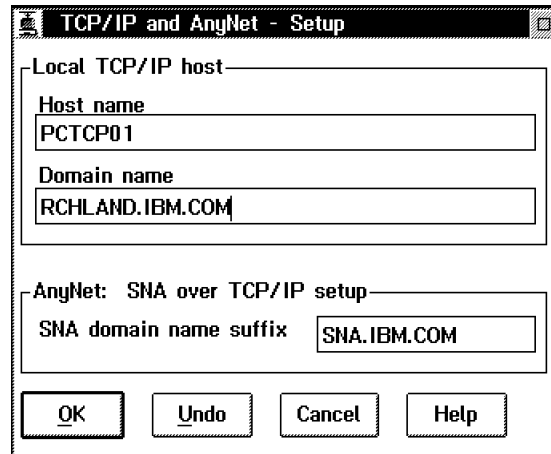 TCP/IP and AnyNet - Setup
Local TCP/IP host
Host name
PCTCP01
Domain name
RCHLAND.IBM.COM
AnyNet: SNA over TCP/IP setup
SNA domain name suffix SNA.IBM.COM
OK Undo Cancel Help